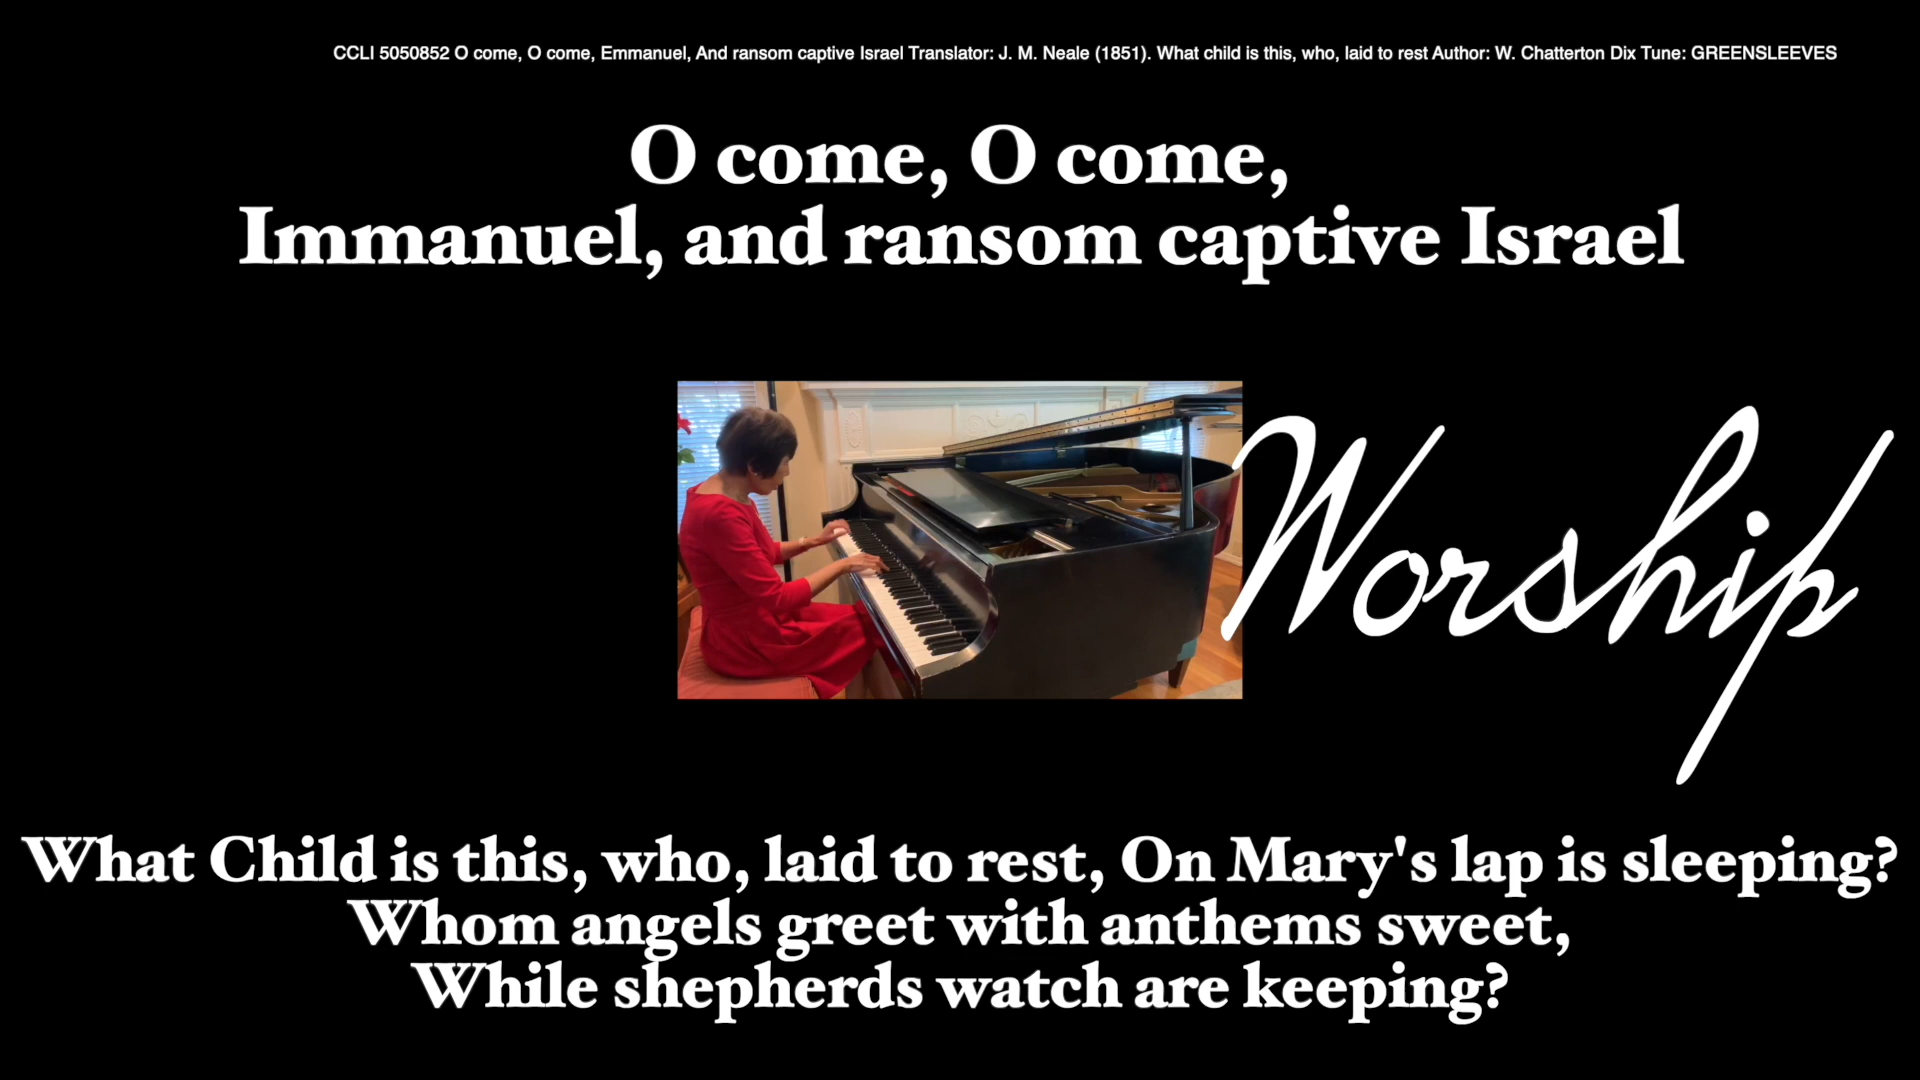 CCLI 5050852 O come, O come, Emmanuel, And ransom captive Israel Translator: J. M. Neale (1851). What child is this, who, laid to rest Author: W. Chatterton Dix Tune: GREENSLEEVES
O come, O come,
Immanuel, and ransom captive Israel
Worship
What Child is this, who, laid to rest, On Mary's lap is sleeping?
Whom angels greet with anthems sweet,
While shepherds watch are keeping?